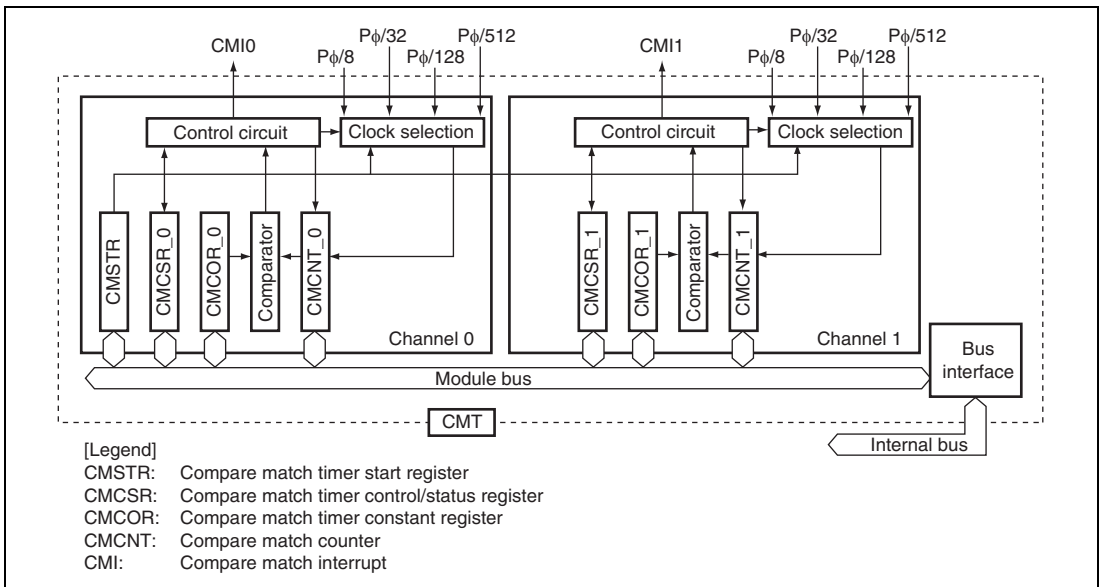 CMI0
Pφ/8
Pφ/32
Pφ/128
Pφ/512
CMI1
Pφ/8
Pφ/32
Pφ/128
Pφ/512
Control circuit
Clock selection
Control circuit
Clock selection
CMSTR
CMCSR_0
CMCOR_0
Comparator
CMCNT_0
CMCSR_1
CMCOR_1
Comparator
CMCNT_1
Channel 0
Channel 1
Module bus
Bus
interface
CMT
Internal bus
[Legend]
CMSTR: Compare match timer start register
CMCSR: Compare match timer control/status register
CMCOR: Compare match timer constant register
CMCNT: Compare match counter
CMI: Compare match interrupt